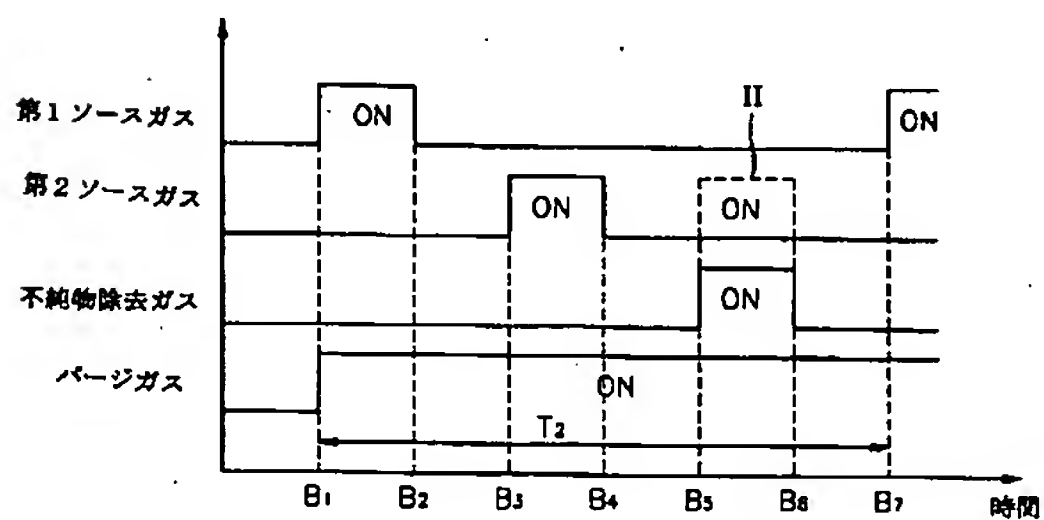 第1ソースガス
ON
II
ON
第2ソースガス
ON
ON
不純物除去ガス
ON
パージガス
ON
T2
B1 B2 B3 B4 B5 B6 B7
時間